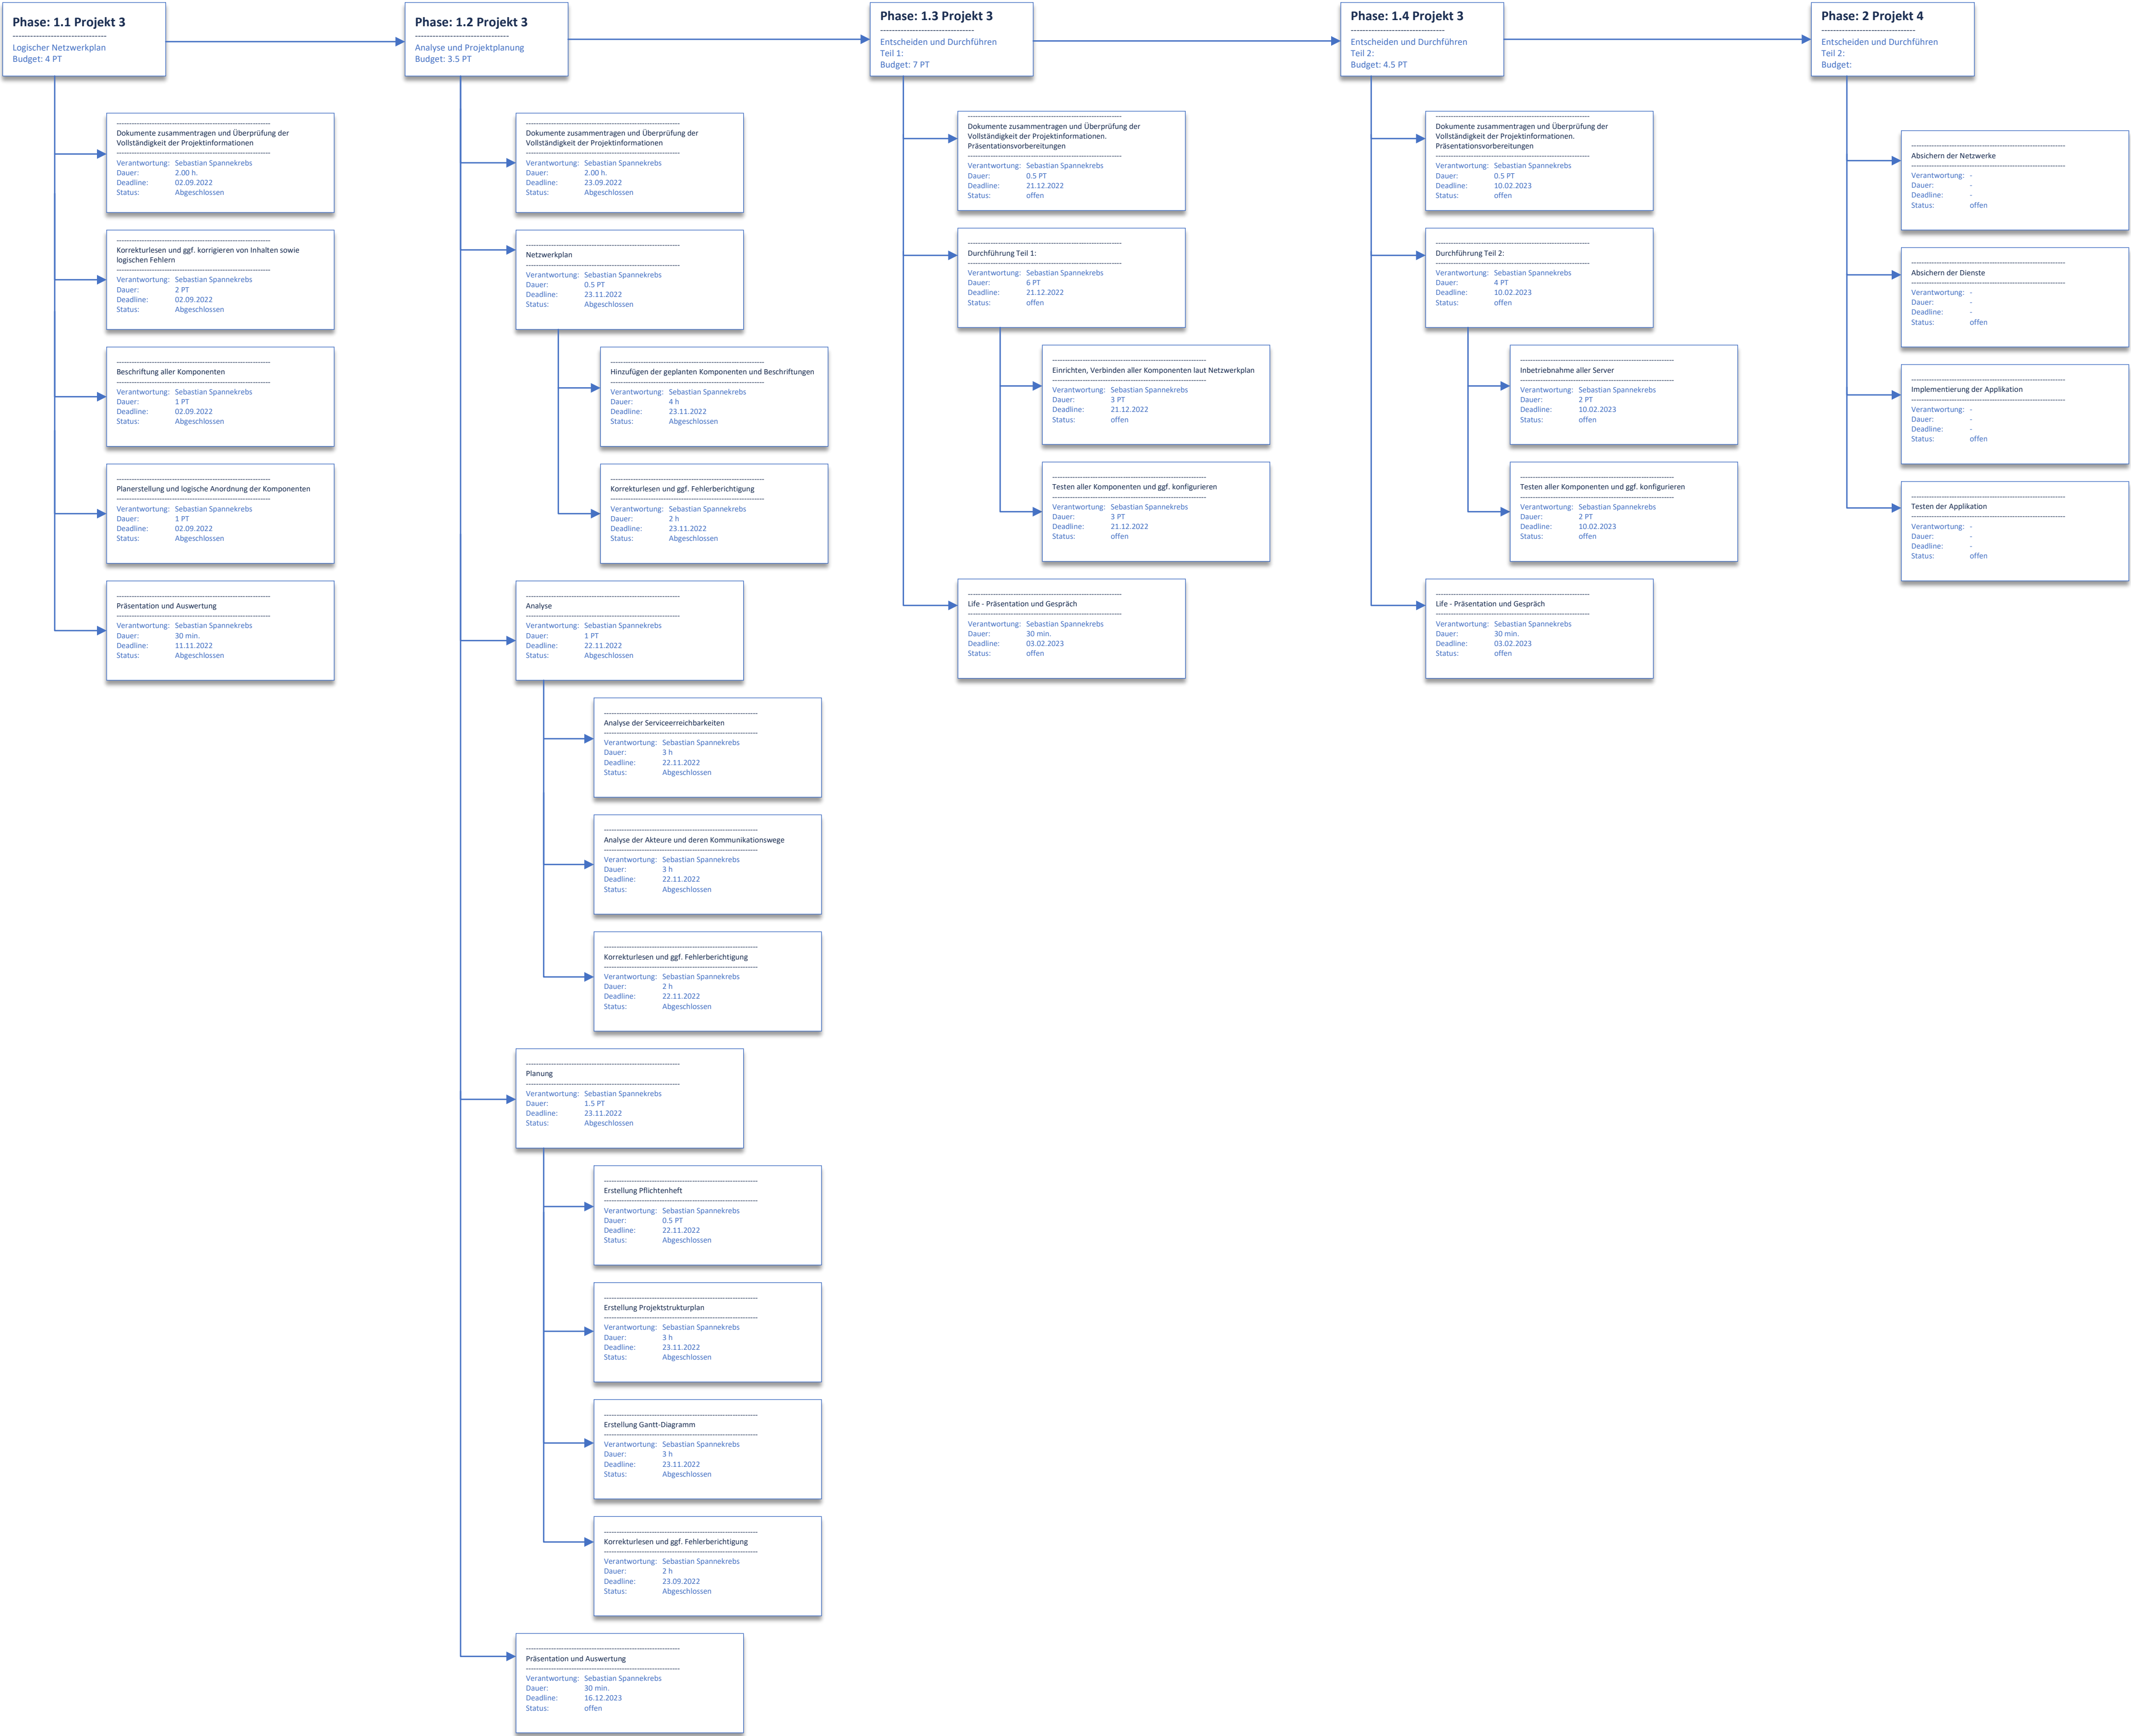 Phase: 1.1 Projekt 3
--------------------------------
Logischer Netzwerkplan
Budget: 4 PT
Phase: 1.2 Projekt 3
--------------------------------
Analyse und Projektplanung
Budget: 3.5 PT
Phase: 1.3 Projekt 3
--------------------------------
Entscheiden und Durchführen
Teil 1:
Budget: 7 PT
Phase: 1.4 Projekt 3
--------------------------------
Entscheiden und Durchführen
Teil 2:
Budget: 4.5 PT
Phase: 2 Projekt 4
--------------------------------
Entscheiden und Durchführen
Teil 2:
Budget:
Dokumente zusammentragen und Überprüfung der
Vollständigkeit der Projektinformationen
Verantwortung: Sebastian Spannekrebs
Dauer: 2.00 h.
Deadline: 02.09.2022
Status: Abgeschlossen
Korrekturlesen und ggf. korrigieren von Inhalten sowie
logischen Fehlern
Verantwortung: Sebastian Spannekrebs
Dauer: 2 PT
Deadline: 02.09.2022
Status: Abgeschlossen
Beschriftung aller Komponenten
Verantwortung: Sebastian Spannekrebs
Dauer: 1 PT
Deadline: 02.09.2022
Status: Abgeschlossen
Planerstellung und logische Anordnung der Komponenten
Verantwortung: Sebastian Spannekrebs
Dauer: 1 PT
Deadline: 02.09.2022
Status: Abgeschlossen
Präsentation und Auswertung
Verantwortung: Sebastian Spannekrebs
Dauer: 30 min.
Deadline: 11.11.2022
Status: Abgeschlossen
Dokumente zusammentragen und Überprüfung der
Vollständigkeit der Projektinformationen
Verantwortung: Sebastian Spannekrebs
Dauer: 2.00 h.
Deadline: 23.09.2022
Status: Abgeschlossen
Netzwerkplan
Verantwortung: Sebastian Spannekrebs
Dauer: 0.5 PT
Deadline: 23.11.2022
Status: Abgeschlossen
Hinzufügen der geplanten Komponenten und Beschriftungen
Verantwortung: Sebastian Spannekrebs
Dauer: 4 h
Deadline: 23.11.2022
Status: Abgeschlossen
Korrekturlesen und ggf. Fehlerberichtigung
Verantwortung: Sebastian Spannekrebs
Dauer: 2 h
Deadline: 23.11.2022
Status: Abgeschlossen
Analyse
Verantwortung: Sebastian Spannekrebs
Dauer: 1 PT
Deadline: 22.11.2022
Status: Abgeschlossen
Analyse der Serviceerreichbarkeiten
Verantwortung: Sebastian Spannekrebs
Dauer: 3 h
Deadline: 22.11.2022
Status: Abgeschlossen
Analyse der Akteure und deren Kommunikationswege
Verantwortung: Sebastian Spannekrebs
Dauer: 3 h
Deadline: 22.11.2022
Status: Abgeschlossen
Korrekturlesen und ggf. Fehlerberichtigung
Verantwortung: Sebastian Spannekrebs
Dauer: 2 h
Deadline: 22.11.2022
Status: Abgeschlossen
Planung
Verantwortung: Sebastian Spannekrebs
Dauer: 1.5 PT
Deadline: 23.11.2022
Status: Abgeschlossen
Erstellung Pflichtenheft
Verantwortung: Sebastian Spannekrebs
Dauer: 0.5 PT
Deadline: 22.11.2022
Status: Abgeschlossen
Erstellung Projektstrukturplan
Verantwortung: Sebastian Spannekrebs
Dauer: 3 h
Deadline: 23.11.2022
Status: Abgeschlossen
Erstellung Gantt-Diagramm
Verantwortung: Sebastian Spannekrebs
Dauer: 3 h
Deadline: 23.11.2022
Status: Abgeschlossen
Korrekturlesen und ggf. Fehlerberichtigung
Verantwortung: Sebastian Spannekrebs
Dauer: 2 h
Deadline: 23.09.2022
Status: Abgeschlossen
Präsentation und Auswertung
Verantwortung: Sebastian Spannekrebs
Dauer: 30 min.
Deadline: 16.12.2023
Status: offen
Dokumente zusammentragen und Überprüfung der
Vollständigkeit der Projektinformationen.
Präsentationsvorbereitungen
Verantwortung: Sebastian Spannekrebs
Dauer: 0.5 PT
Deadline: 21.12.2022
Status: offen
Durchführung Teil 1:
Verantwortung: Sebastian Spannekrebs
Dauer: 6 PT
Deadline: 21.12.2022
Status: offen
Einrichten, Verbinden aller Komponenten laut Netzwerkplan
Verantwortung: Sebastian Spannekrebs
Dauer: 3 PT
Deadline: 21.12.2022
Status: offen
Testen aller Komponenten und ggf. konfigurieren
Verantwortung: Sebastian Spannekrebs
Dauer: 3 PT
Deadline: 21.12.2022
Status: offen
Life - Präsentation und Gespräch
Verantwortung: Sebastian Spannekrebs
Dauer: 30 min.
Deadline: 03.02.2023
Status: offen
Dokumente zusammentragen und Überprüfung der
Vollständigkeit der Projektinformationen.
Präsentationsvorbereitungen
Verantwortung: Sebastian Spannekrebs
Dauer: 0.5 PT
Deadline: 10.02.2023
Status: offen
Durchführung Teil 2:
Verantwortung: Sebastian Spannekrebs
Dauer: 4 PT
Deadline: 10.02.2023
Status: offen
Inbetriebnahme aller Server
Verantwortung: Sebastian Spannekrebs
Dauer: 2 PT
Deadline: 10.02.2023
Status: offen
Testen aller Komponenten und ggf. konfigurieren
Verantwortung: Sebastian Spannekrebs
Dauer: 2 PT
Deadline: 10.02.2023
Status: offen
Life - Präsentation und Gespräch
Verantwortung: Sebastian Spannekrebs
Dauer: 30 min.
Deadline: 03.02.2023
Status: offen
Absichern der Netzwerke
Verantwortung: -
Dauer: -
Deadline: -
Status: offen
Absichern der Dienste
Verantwortung: -
Dauer: -
Deadline: -
Status: offen
Implementierung der Applikation
Verantwortung: -
Dauer: -
Deadline: -
Status: offen
Testen der Applikation
Verantwortung: -
Dauer: -
Deadline: -
Status: offen